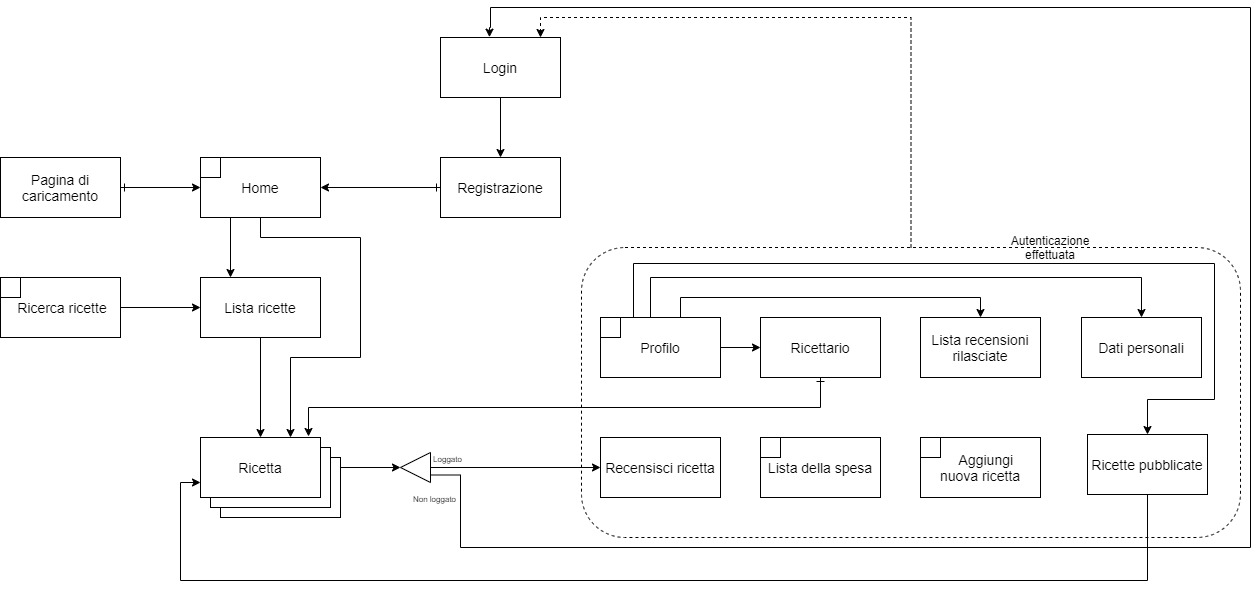 Login
Pagina di
caricamento
Home
Registrazione
Autenticazione
effettuata
Ricerca ricette
Lista ricette
Profilo
Ricettario
Lista recensioni
rilasciate
Dati personali
Ricetta
Loggato
Non loggato
Recensisci ricetta
Lista della spesa
Aggiungi
nuova ricetta
Ricette pubblicate